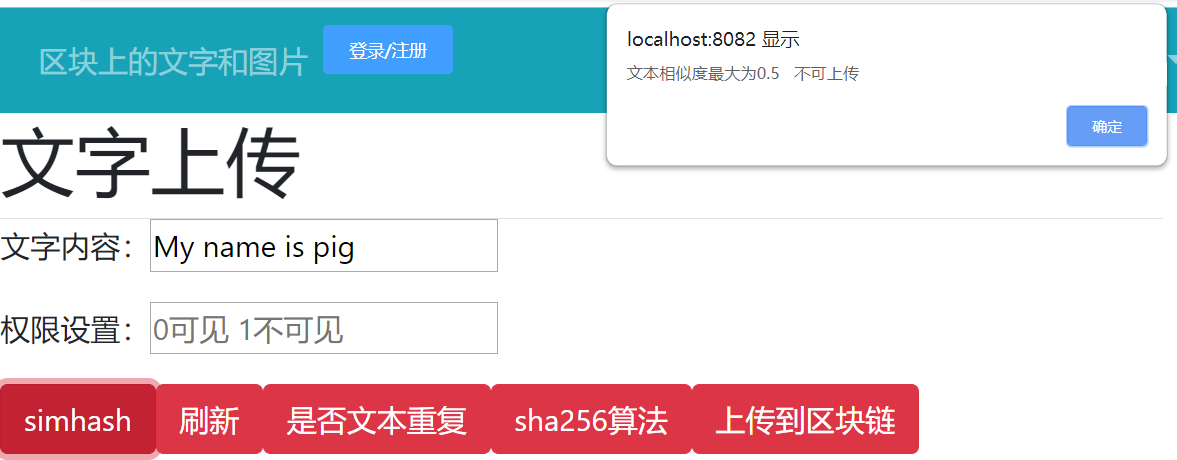 区块上的文字和图片 登录/注册
localhost:8082 显示
文本相似度最大为0.5 不可上传
确定
文字上传
文字内容： My name is pig
权限设置： 0可见 1不可见
simhash 刷新 是否文本重复 sha256算法 上传到区块链